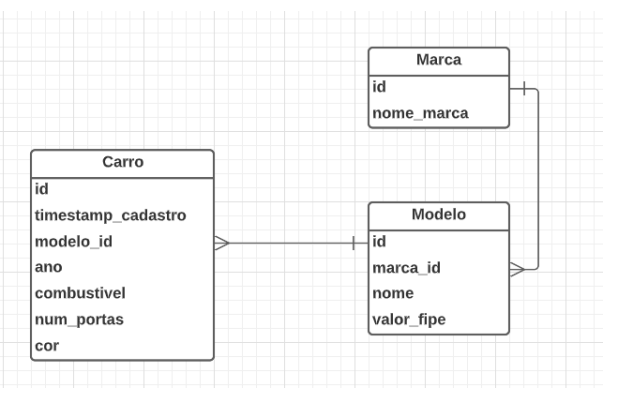 Marca
id
nome_marca
Carro
id
timestamp_cadastro
modelo_id
ano
combustivel
num_portas
cor
Modelo
id
marca_id
nome
valor_fipe